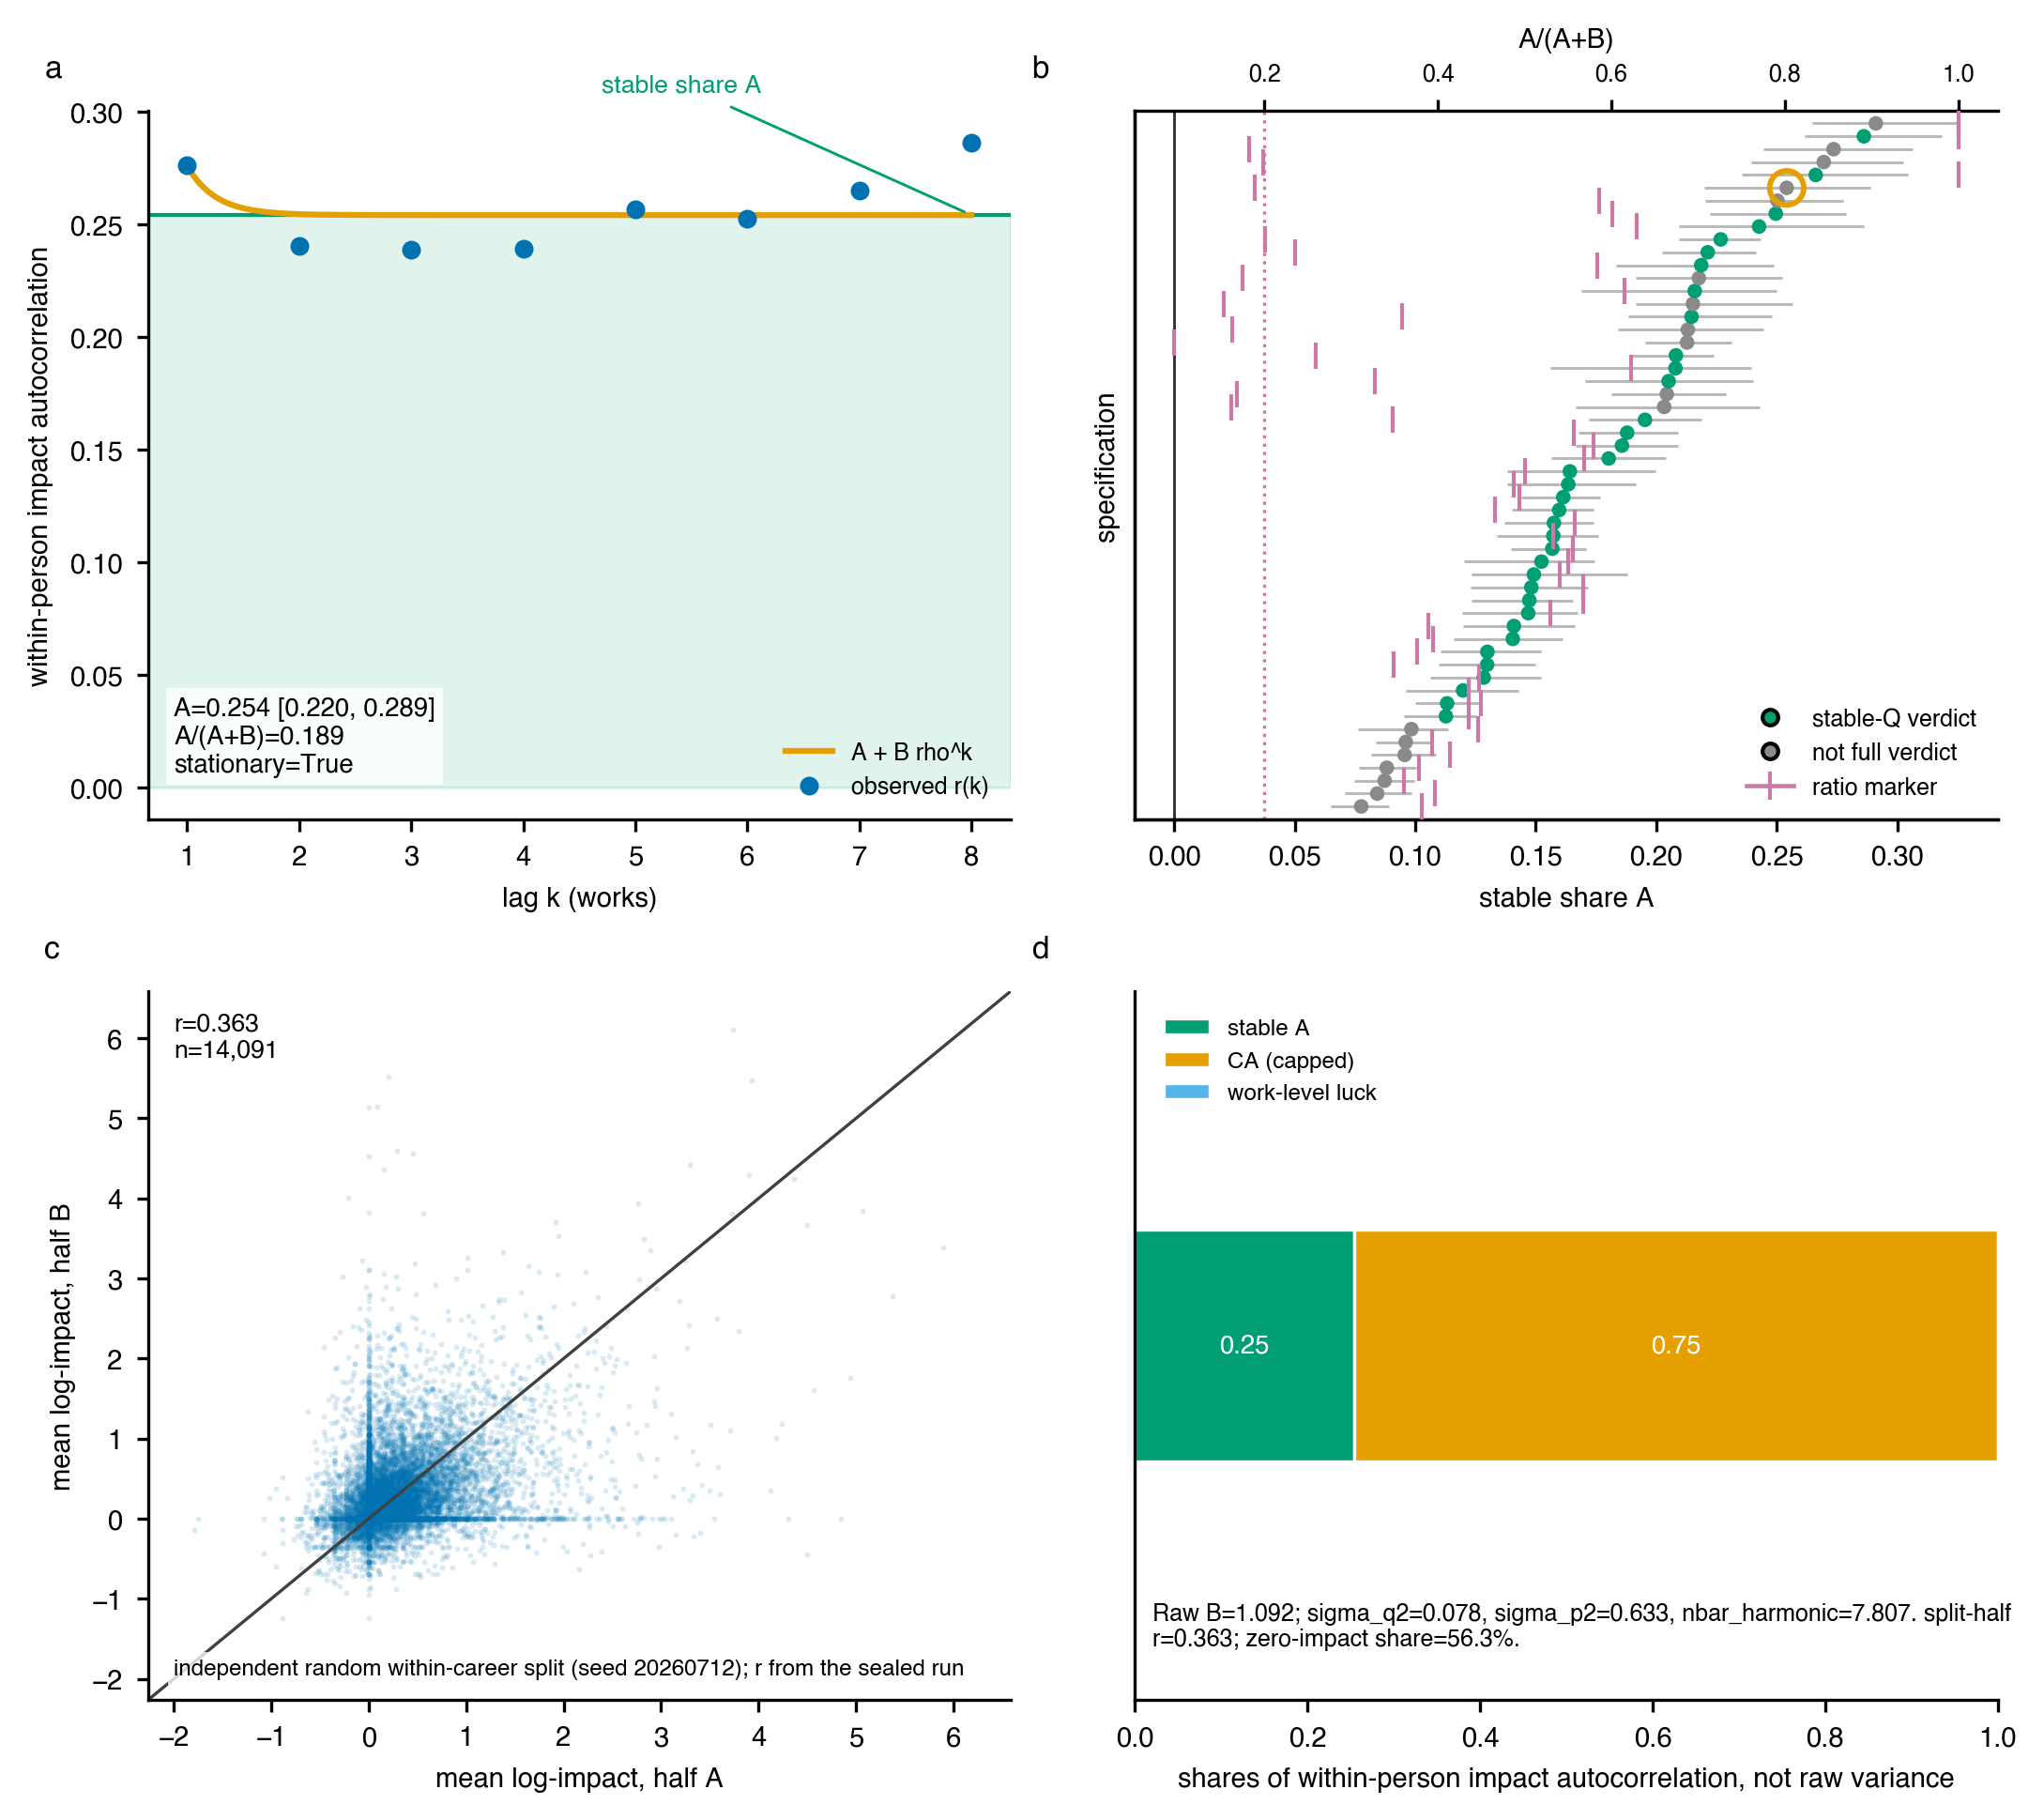 a
stable share A
0.30
0.25
0.20
0.15
0.10
0.05
0.00
within-person impact autocorrelation
A=0.254 [0.220, 0.289]
A/(A+B)=0.189
stationary=True
A + B rho^k
observed r(k)
1 2 3 4 5 6 7 8
lag k (works)
b
A/(A+B)
0.2 0.4 0.6 0.8 1.0
specification
stable-Q verdict
not full verdict
ratio marker
0.00 0.05 0.10 0.15 0.20 0.25 0.30
stable share A
c
r=0.363
n=14,091
6
5
4
3
2
1
0
−1
−2
mean log-impact, half B
independent random within-career split (seed 20260712); r from the sealed run
−2 −1 0 1 2 3 4 5 6
mean log-impact, half A
d
stable A
CA (capped)
work-level luck
0.25 0.75
Raw B=1.092; sigma_q2=0.078, sigma_p2=0.633, nbar_harmonic=7.807. split-half
r=0.363; zero-impact share=56.3%.
0.0 0.2 0.4 0.6 0.8 1.0
shares of within-person impact autocorrelation, not raw variance